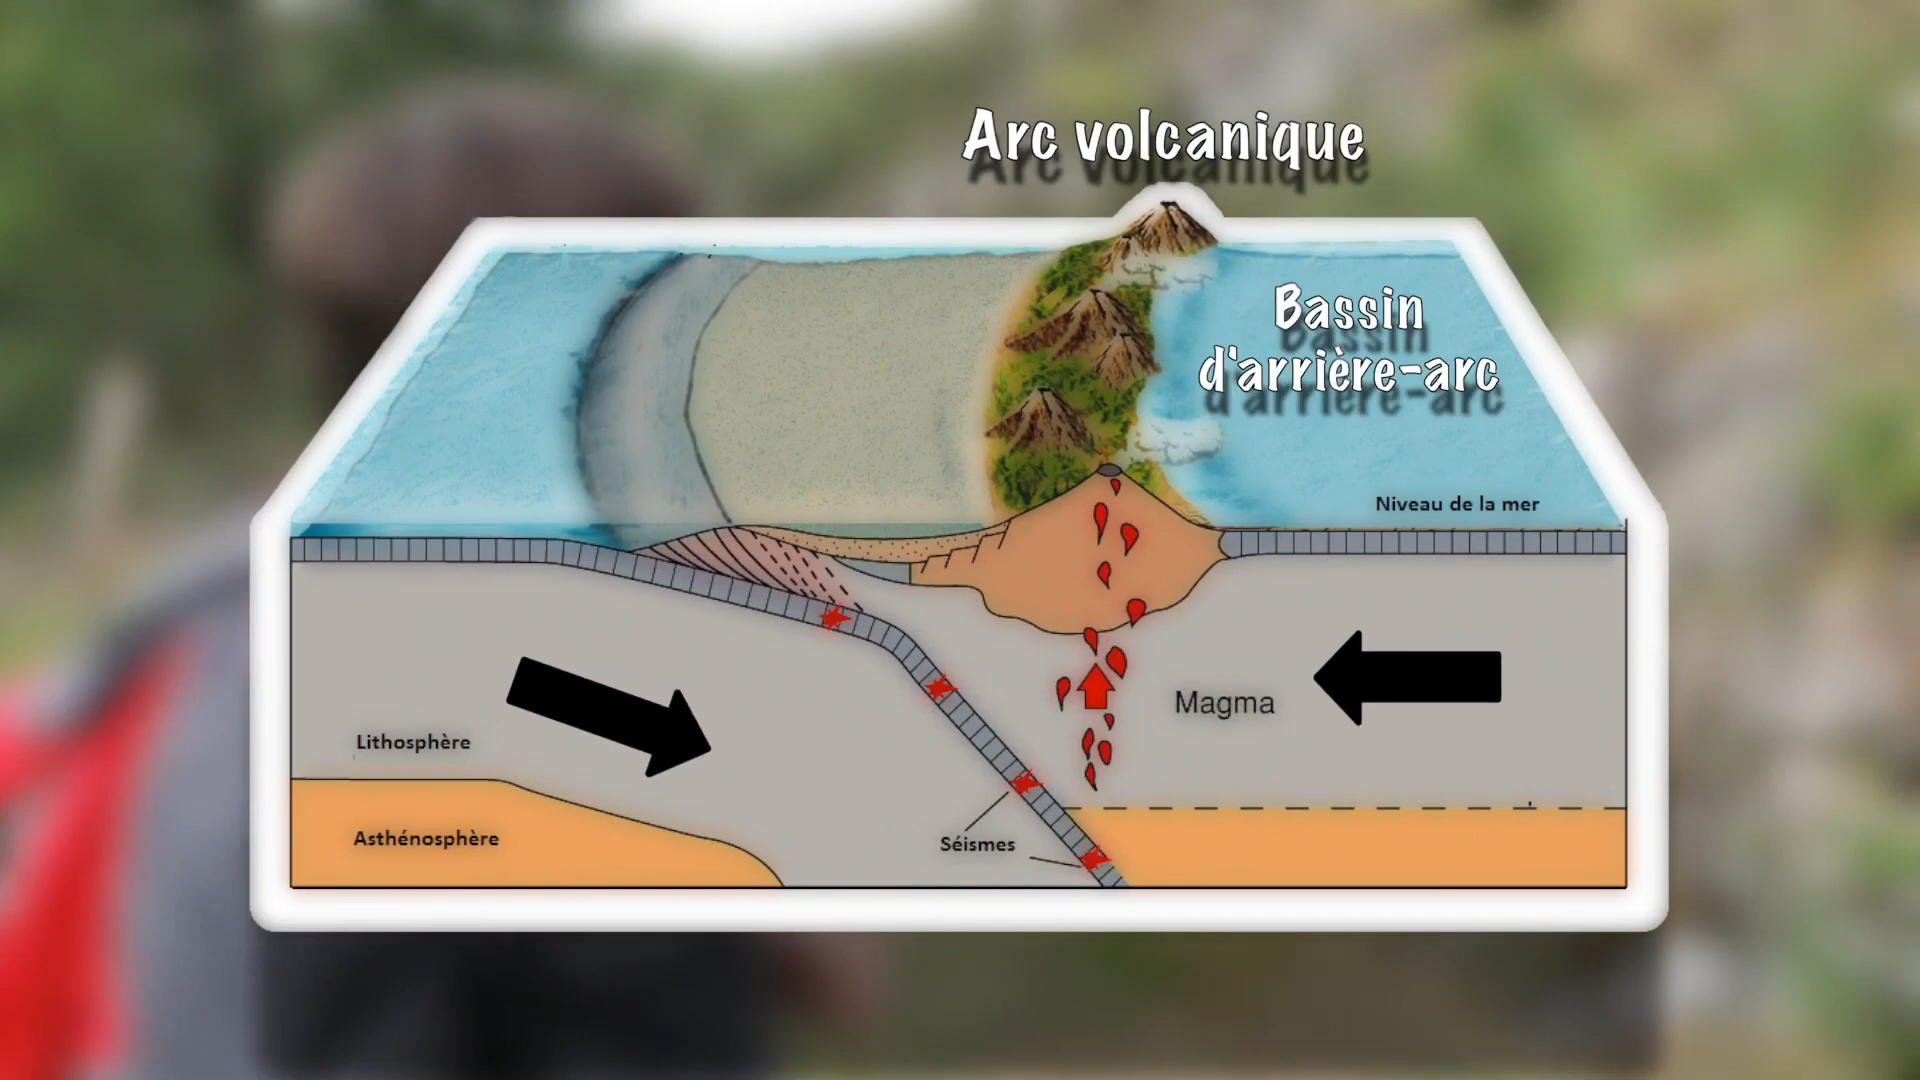 Arc volcanique
Bassin
d'arrière-arc
Niveau de la mer
Magma
Lithosphère
Asthénosphère
Séismes